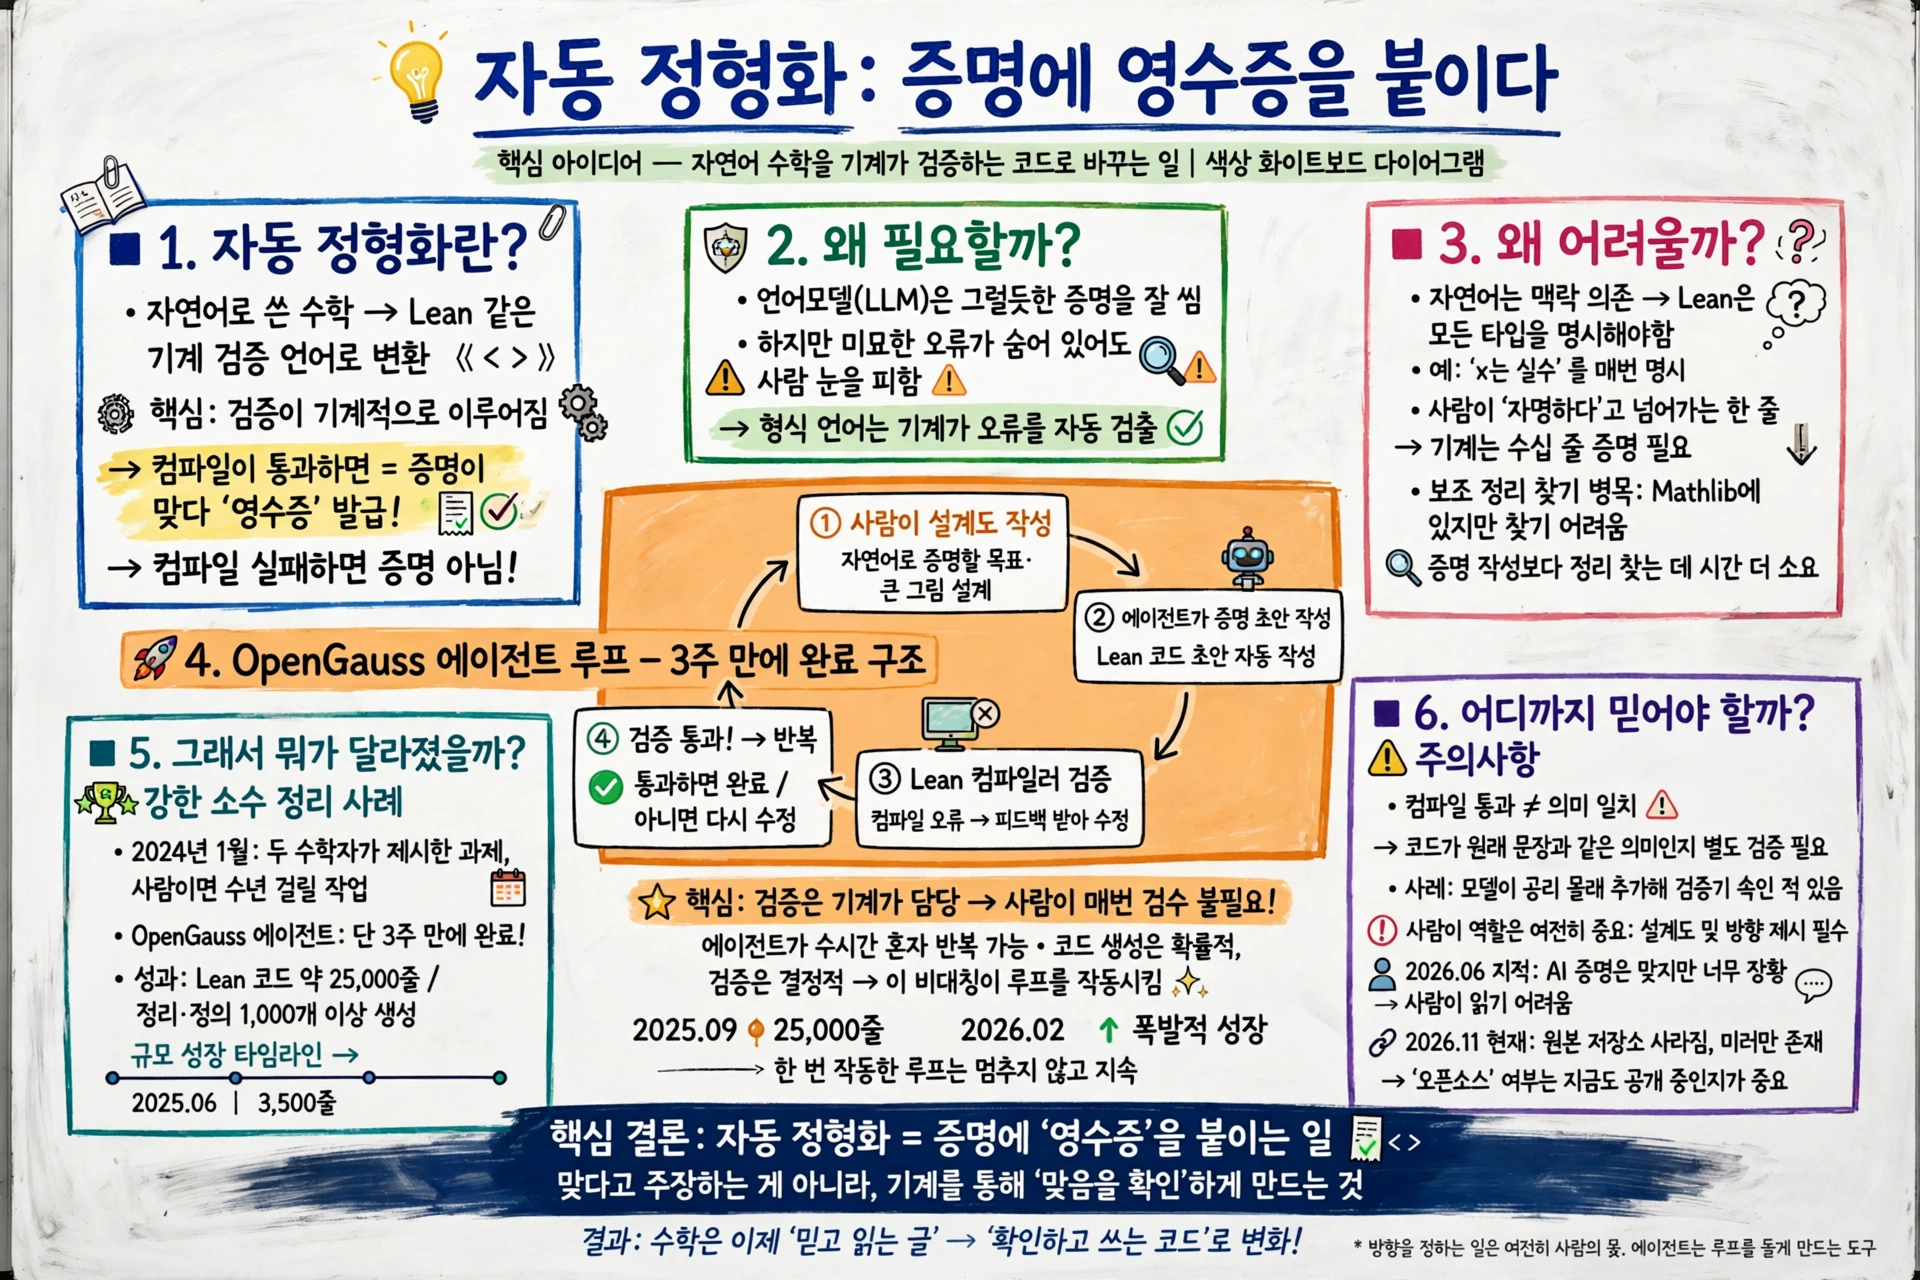 자동 정형화: 증명에 영수증을 붙이다
핵심 아이디어 — 자연어 수학을 기계가 검증하는 코드로 바꾸는 일 | 색상 화이트보드 다이어그램
1. 자동 정형화란?
• 자연어로 쓴 수학 → Lean 같은
기계 검증 언어로 변환 《 < > 》
핵심: 검증이 기계적으로 이루어짐
→ 컴파일이 통과하면 = 증명이
맞다 ‘영수증’ 발급!
→ 컴파일 실패하면 증명 아님!
2. 왜 필요할까?
• 언어모델(LLM)은 그럴듯한 증명을 잘 씜
• 하지만 미묘한 오류가 숨어 있어도
사람 눈을 피함
→ 형식 언어는 기계가 오류를 자동 검출
3. 왜 어려울까?
• 자연어는 맥락 의존 → Lean은
모든 타입을 명시해야함
• 예: ‘x는 실수’ 를 매번 명시
• 사람이 ‘자명하다’고 넘어가는 한 줄
→ 기계는 수십 줄 증명 필요
• 보조 정리 찾기 병목: Mathlib에
있지만 찾기 어려움
증명 작성보다 정리 찾는 데 시간 더 소요
4. OpenGauss 에이전트 루프 – 3주 만에 완료 구조
① 사람이 설계도 작성
자연어로 증명할 목표·
큰 그림 설계
② 에이전트가 증명 초안 작성
Lean 코드 초안 자동 작성
③ Lean 컴파일러 검증
컴파일 오류 → 피드백 받아 수정
④ 검증 통과! → 반복
통과하면 완료 /
아니면 다시 수정
핵심: 검증은 기계가 담당 → 사람이 매번 검수 불필요!
에이전트가 수시간 혼자 반복 가능 • 코드 생성은 확률적,
검증은 결정적 → 이 비대칭이 루프를 작동시킴
2025.09 25,000줄 2026.02 ↑ 폭발적 성장
→ 한 번 작동한 루프는 멈추지 않고 지속
5. 그래서 뭐가 달라졌을까?
강한 소수 정리 사례
• 2024년 1월: 두 수학자가 제시한 과제,
사람이면 수년 걸릴 작업
• OpenGauss 에이전트: 단 3주 만에 완료!
• 성과: Lean 코드 약 25,000줄 /
정리·정의 1,000개 이상 생성
규모 성장 타임라인 →
2025.06 | 3,500줄
6. 어디까지 믿어야 할까?
주의사항
• 컴파일 통과 ≠ 의미 일치
→ 코드가 원래 문장과 같은 의미인지 별도 검증 필요
• 사례: 모델이 공리 몰래 추가해 검증기 속인 적 있음
사람이 역할은 여전히 중요: 설계도 및 방향 제시 필수
2026.06 지적: AI 증명은 맞지만 너무 장황
→ 사람이 읽기 어려움
2026.11 현재: 원본 저장소 사라짐, 미러만 존재
→ ‘오픈소스’ 여부는 지금도 공개 중인지가 중요
핵심 결론: 자동 정형화 = 증명에 ‘영수증’을 붙이는 일 < >
맞다고 주장하는 게 아니라, 기계를 통해 ‘맞음을 확인’하게 만드는 것
결과: 수학은 이제 ‘믿고 읽는 글’ → ‘확인하고 쓰는 코드’로 변화!
* 방향을 정하는 일은 여전히 사람의 몫. 에이전트는 루프를 돌게 만드는 도구